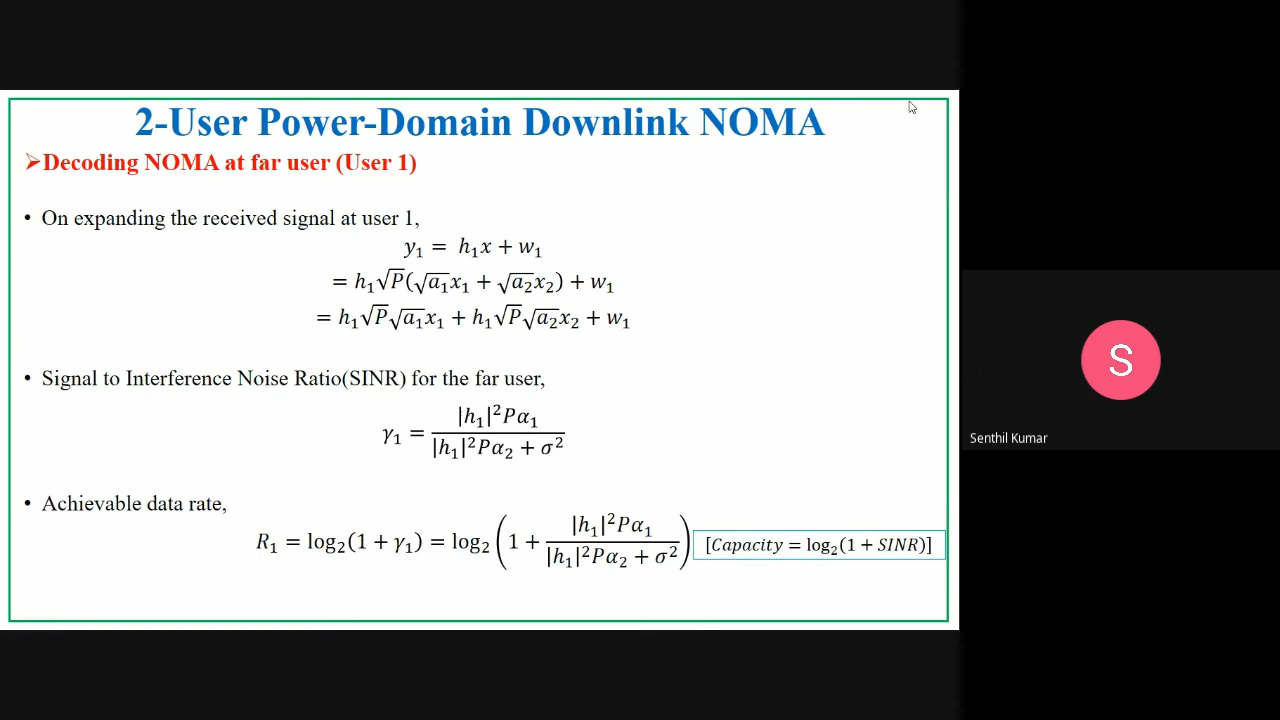 2-User Power-Domain Downlink NOMA
➢Decoding NOMA at far user (User 1)
• On expanding the received signal at user 1,
y₁ = h₁x + w₁
= h₁√P(√a₁x₁ + √a₂x₂) + w₁
= h₁√P√a₁x₁ + h₁√P√a₂x₂ + w₁
• Signal to Interference Noise Ratio(SINR) for the far user,
γ₁ = |h₁|²Pα₁ / |h₁|²Pα₂ + σ²
• Achievable data rate,
R₁ = log₂(1 + γ₁) = log₂(1 + |h₁|²Pα₁ / |h₁|²Pα₂ + σ²) [Capacity = log₂(1 + SINR)]
S
Senthil Kumar